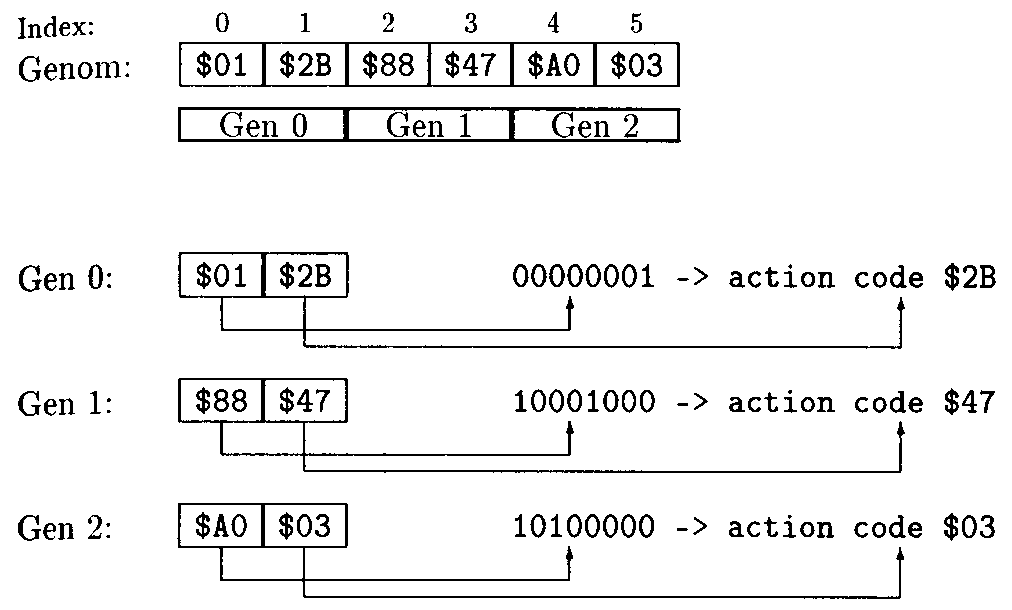 Index: 0 1 2 3 4 5
Genom: $01 $2B $88 $47 $A0 $03
Gen 0 Gen 1 Gen 2
Gen 0: $01 $2B 00000001 -> action code $2B
Gen 1: $88 $47 10001000 -> action code $47
Gen 2: $A0 $03 10100000 -> action code $03